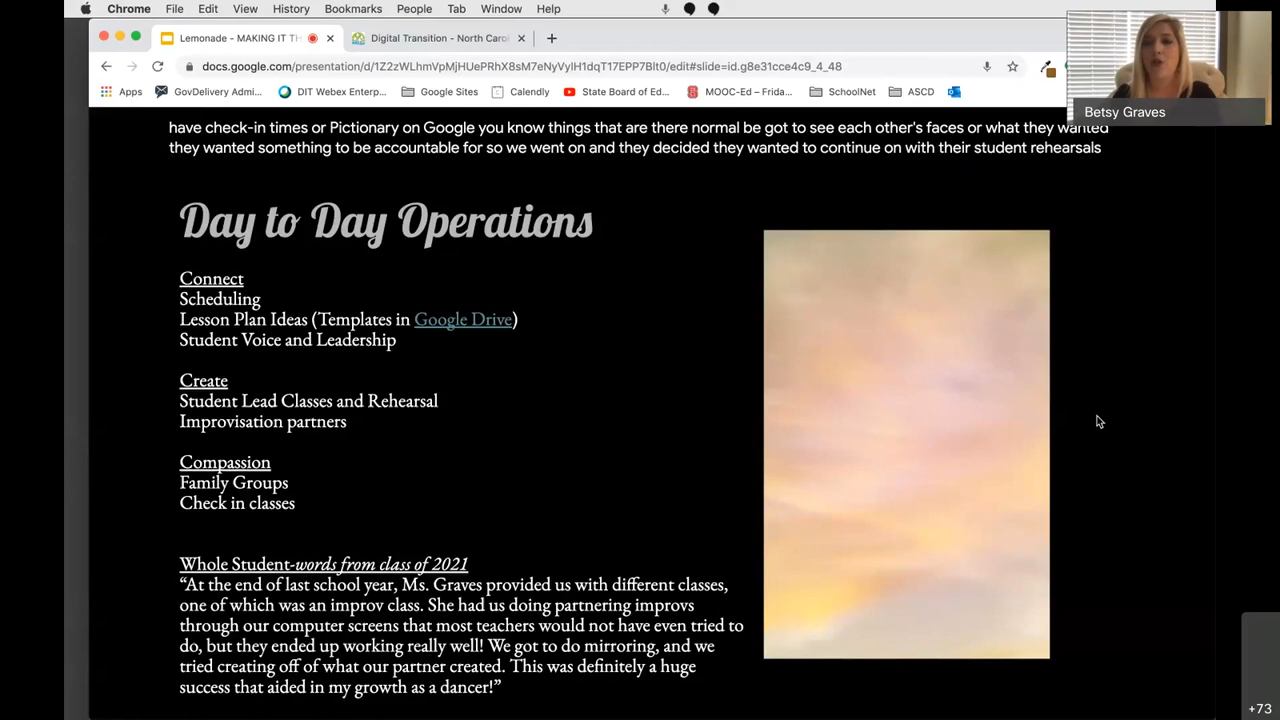 Chrome File Edit View History Bookmarks People Tab Window Help
Lemonade - MAKING IT TH
- North C
docs.google.com
Apps GovDelivery Admi... DIT Webex Enterp... Google Sites Calendly State Board of Ed... MOOC-Ed – Frida... SchoolNet ASCD
Betsy Graves
have check-in times or Pictionary on Google you know things that are there normal be got to see each other's faces or what they wanted
they wanted something to be accountable for so we went on and they decided they wanted to continue on with their student rehearsals
Day to Day Operations
Connect
Scheduling
Lesson Plan Ideas (Templates in Google Drive)
Student Voice and Leadership
Create
Student Lead Classes and Rehearsal
Improvisation partners
Compassion
Family Groups
Check in classes
Whole Student-words from class of 2021
“At the end of last school year, Ms. Graves provided us with different classes,
one of which was an improv class. She had us doing partnering improvs
through our computer screens that most teachers would not have even tried to
do, but they ended up working really well! We got to do mirroring, and we
tried creating off of what our partner created. This was definitely a huge
success that aided in my growth as a dancer!”
+73